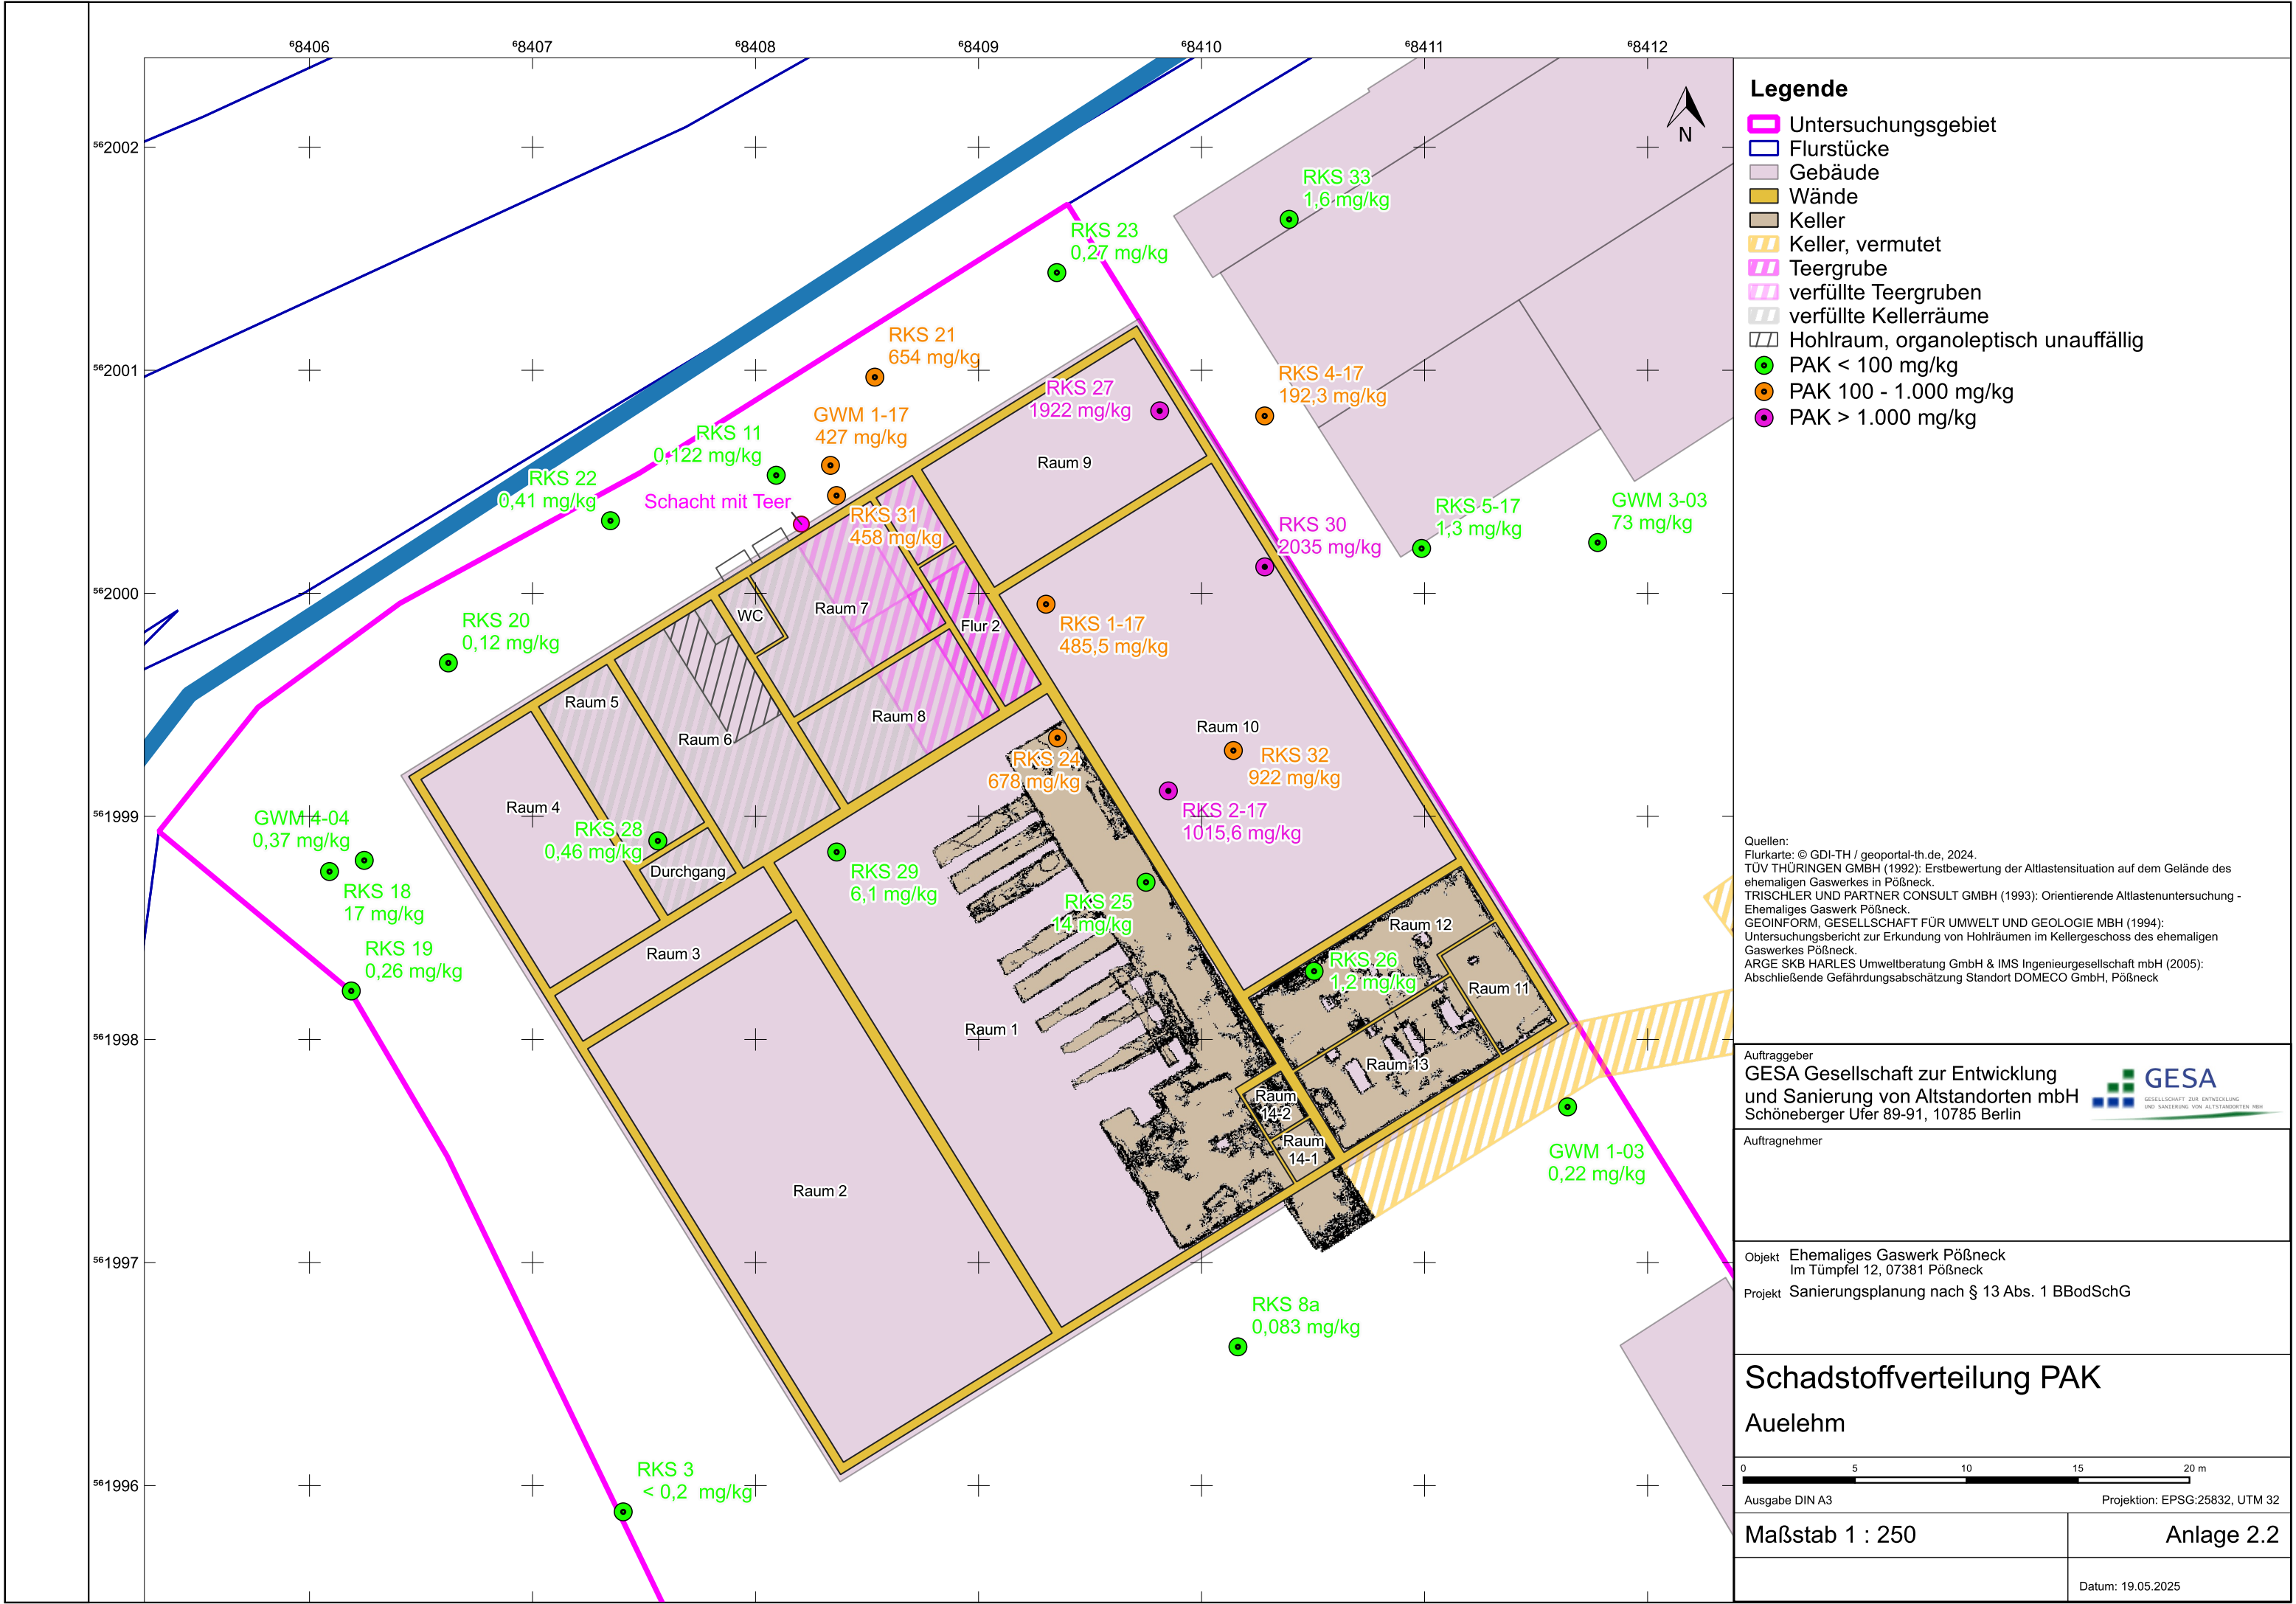 ⁶8406
⁶8407
⁶8408
⁶8409
⁶8410
⁶8411
⁶8412
⁵⁶2002
⁵⁶2001
⁵⁶2000
⁵⁶1999
⁵⁶1998
⁵⁶1997
⁵⁶1996
RKS 33
1,6 mg/kg
RKS 23
0,27 mg/kg
RKS 21
654 mg/kg
RKS 4-17
192,3 mg/kg
RKS 27
1922 mg/kg
GWM 1-17
427 mg/kg
RKS 11
0,122 mg/kg
Raum 9
RKS 22
0,41 mg/kg
Schacht mit Teer
RKS 31
458 mg/kg
RKS 30
2035 mg/kg
RKS 5-17
1,3 mg/kg
GWM 3-03
73 mg/kg
RKS 20
0,12 mg/kg
WC
Raum 7
Flur 2
RKS 1-17
485,5 mg/kg
Raum 5
Raum 6
Raum 8
Raum 10
RKS 24
678 mg/kg
RKS 32
922 mg/kg
Raum 4
RKS 2-17
1015,6 mg/kg
GWM 4-04
0,37 mg/kg
RKS 28
0,46 mg/kg
Durchgang
RKS 29
6,1 mg/kg
RKS 18
17 mg/kg
RKS 25
14 mg/kg
Raum 12
RKS 19
0,26 mg/kg
Raum 3
RKS 26
1,2 mg/kg
Raum 11
Raum 1
Raum 13
Raum
14-2
Raum
14-1
GWM 1-03
0,22 mg/kg
Raum 2
RKS 8a
0,083 mg/kg
RKS 3
< 0,2 mg/kg
N
Legende
Untersuchungsgebiet
Flurstücke
Gebäude
Wände
Keller
Keller, vermutet
Teergrube
verfüllte Teergruben
verfüllte Kellerräume
Hohlraum, organoleptisch unauffällig
PAK < 100 mg/kg
PAK 100 - 1.000 mg/kg
PAK > 1.000 mg/kg
Quellen:
Flurkarte: © GDI-TH / geoportal-th.de, 2024.
TÜV THÜRINGEN GMBH (1992): Erstbewertung der Altlastensituation auf dem Gelände des
ehemaligen Gaswerkes in Pößneck.
TRISCHLER UND PARTNER CONSULT GMBH (1993): Orientierende Altlastenuntersuchung -
Ehemaliges Gaswerk Pößneck.
GEOINFORM, GESELLSCHAFT FÜR UMWELT UND GEOLOGIE MBH (1994):
Untersuchungsbericht zur Erkundung von Hohlräumen im Kellergeschoss des ehemaligen
Gaswerkes Pößneck.
ARGE SKB HARLES Umweltberatung GmbH & IMS Ingenieurgesellschaft mbH (2005):
Abschließende Gefährdungsabschätzung Standort DOMECO GmbH, Pößneck
Auftraggeber
GESA Gesellschaft zur Entwicklung
und Sanierung von Altstandorten mbH
Schöneberger Ufer 89-91, 10785 Berlin
GESA
GESELLSCHAFT ZUR ENTWICKLUNG
UND SANIERUNG VON ALTSTANDORTEN MBH
Auftragnehmer
Objekt Ehemaliges Gaswerk Pößneck
Im Tümpfel 12, 07381 Pößneck
Projekt Sanierungsplanung nach § 13 Abs. 1 BBodSchG
Schadstoffverteilung PAK
Auelehm
0 5 10 15 20 m
Ausgabe DIN A3 Projektion: EPSG:25832, UTM 32
Maßstab 1 : 250 Anlage 2.2
Datum: 19.05.2025